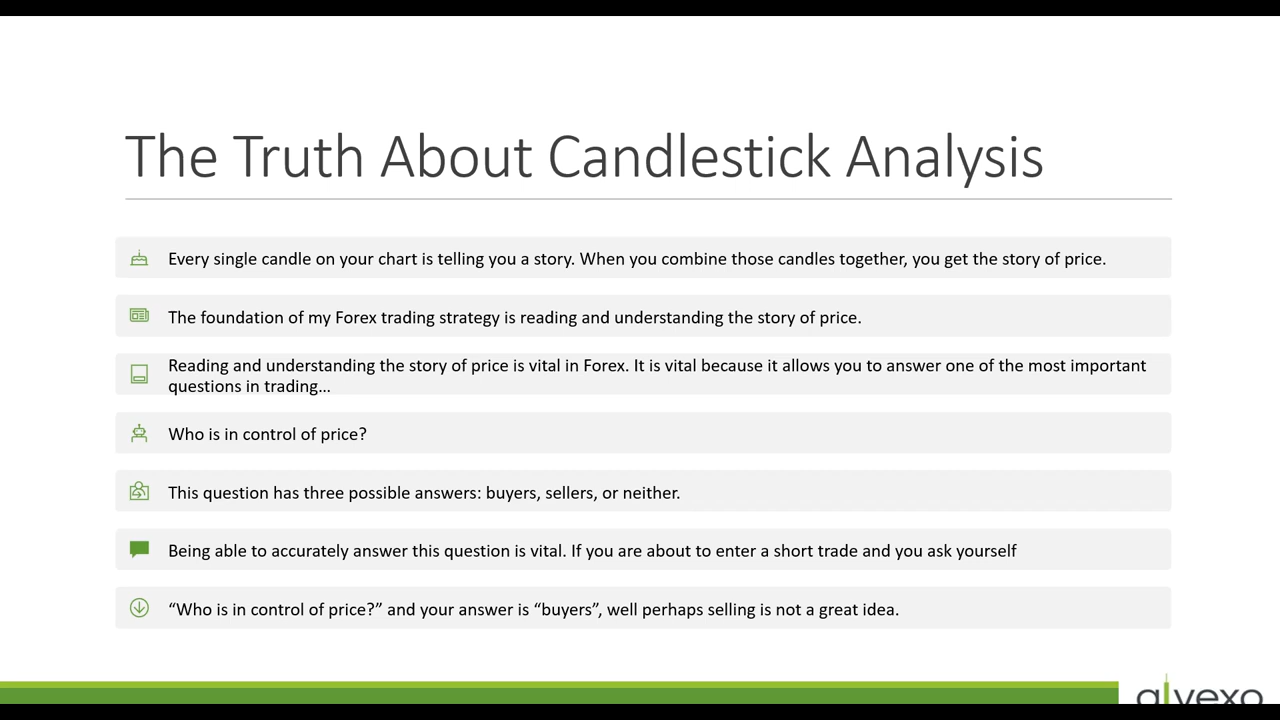 The Truth About Candlestick Analysis
Every single candle on your chart is telling you a story. When you combine those candles together, you get the story of price.
The foundation of my Forex trading strategy is reading and understanding the story of price.
Reading and understanding the story of price is vital in Forex. It is vital because it allows you to answer one of the most important
questions in trading…
Who is in control of price?
This question has three possible answers: buyers, sellers, or neither.
Being able to accurately answer this question is vital. If you are about to enter a short trade and you ask yourself
“Who is in control of price?” and your answer is “buyers”, well perhaps selling is not a great idea.
alvexo